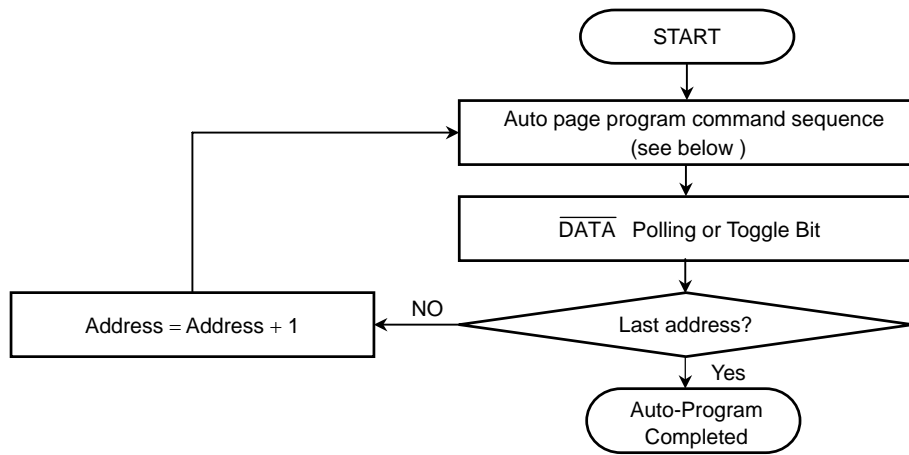 START
Auto page program command sequence
(see below )
D̅A̅T̅A̅ Polling or Toggle Bit
Address = Address + 1
NO
Last address?
Yes
Auto-Program
Completed